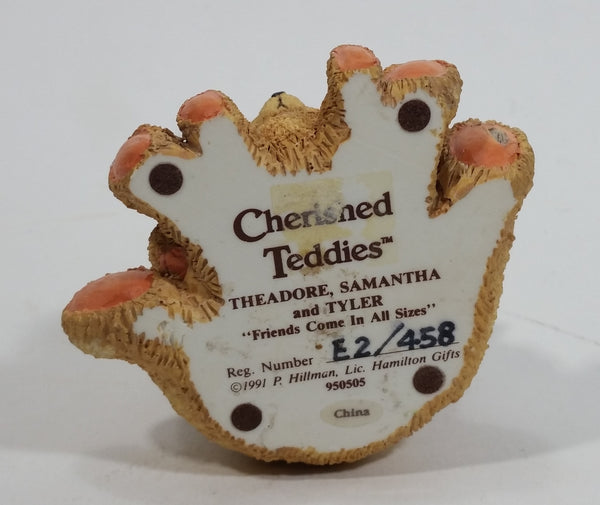 Cherished
Teddies™
THEADORE, SAMANTHA
and TYLER
"Friends Come In All Sizes"
Reg. Number E2/458
©1991 P. Hillman, Lic. Hamilton Gifts
950505
China